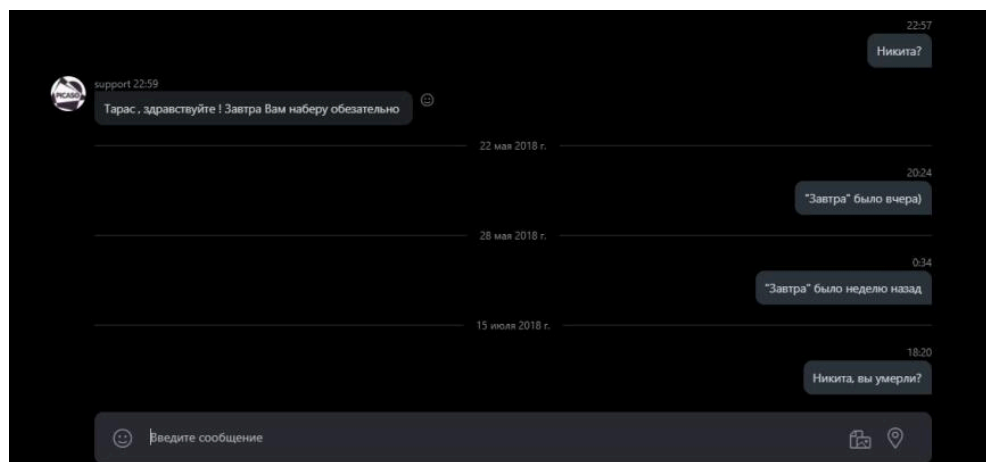 22:57
Никита?
support 22:59
PICASO
Тарас , здравствуйте ! Завтра Вам наберу обезательно
22 мая 2018 г.
20:24
"Завтра" было вчера)
28 мая 2018 г.
0:34
"Завтра" было неделю назад
15 июля 2018 г.
18:20
Никита, вы умерли?
Введите сообщение